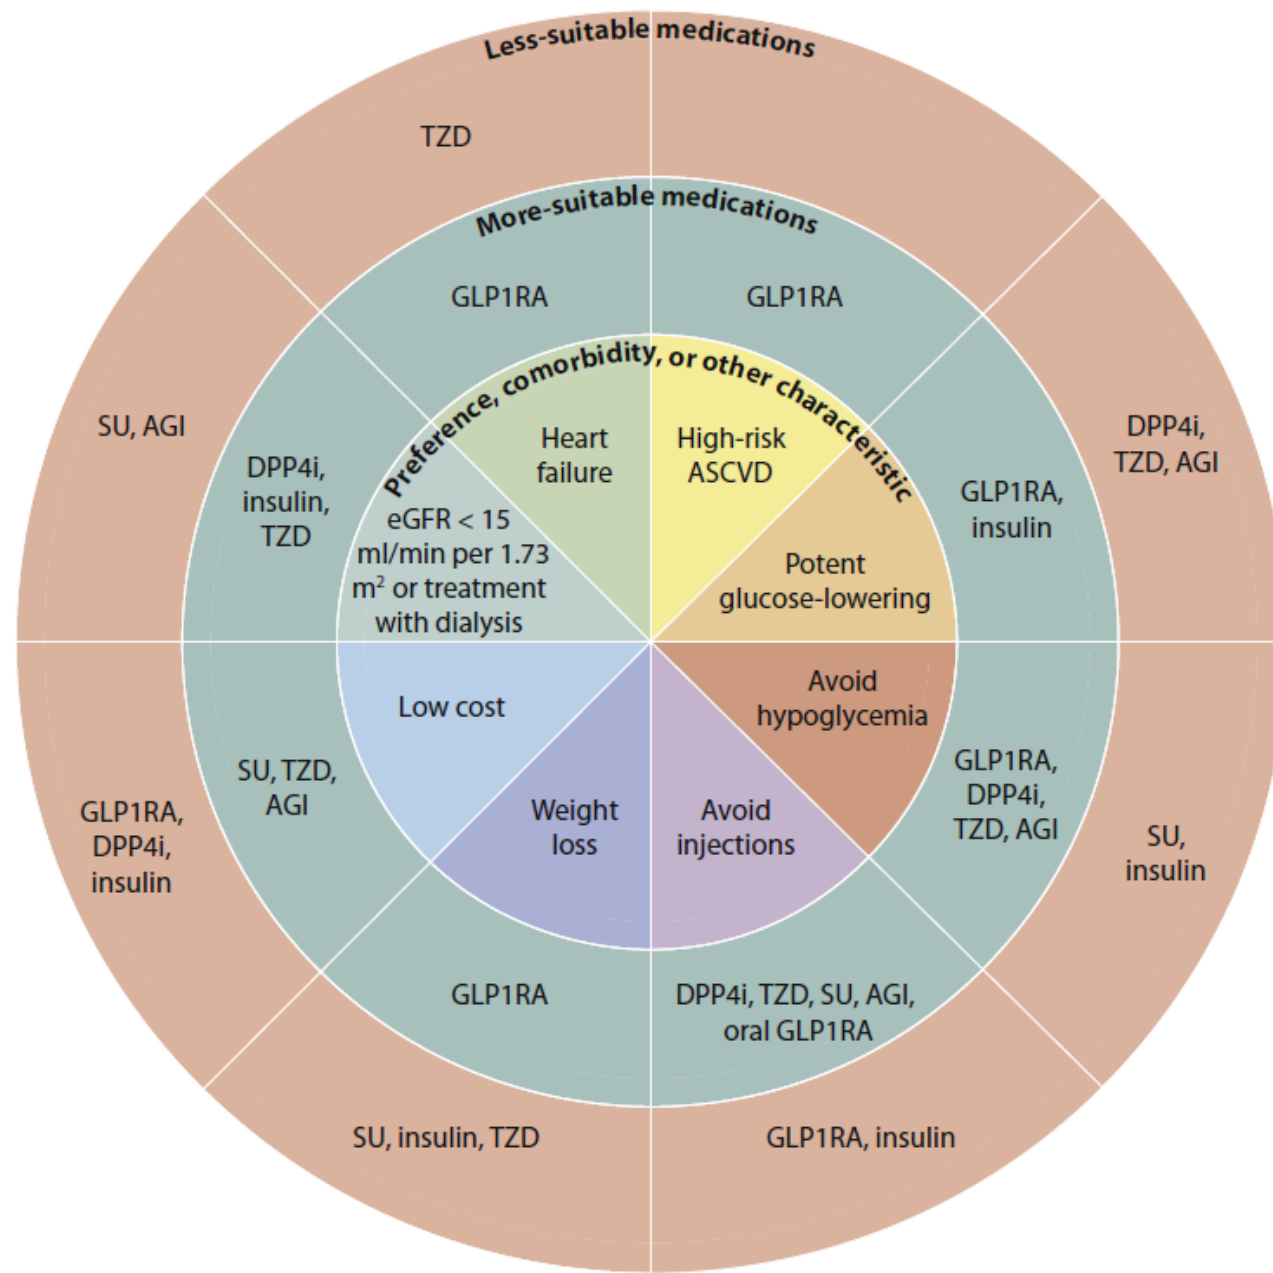 Less-suitable medications
TZD
More-suitable medications
GLP1RA
GLP1RA
Preference, comorbidity, or other characteristic
Heart
failure
High-risk
ASCVD
SU, AGI
DPP4i,
TZD, AGI
DPP4i,
insulin,
TZD
GLP1RA,
insulin
eGFR < 15
ml/min per 1.73
m² or treatment
with dialysis
Potent
glucose-lowering
Low cost
Avoid
hypoglycemia
SU, TZD,
AGI
GLP1RA,
DPP4i,
TZD, AGI
GLP1RA,
DPP4i,
insulin
Weight
loss
Avoid
injections
SU,
insulin
GLP1RA
DPP4i, TZD, SU, AGI,
oral GLP1RA
SU, insulin, TZD
GLP1RA, insulin